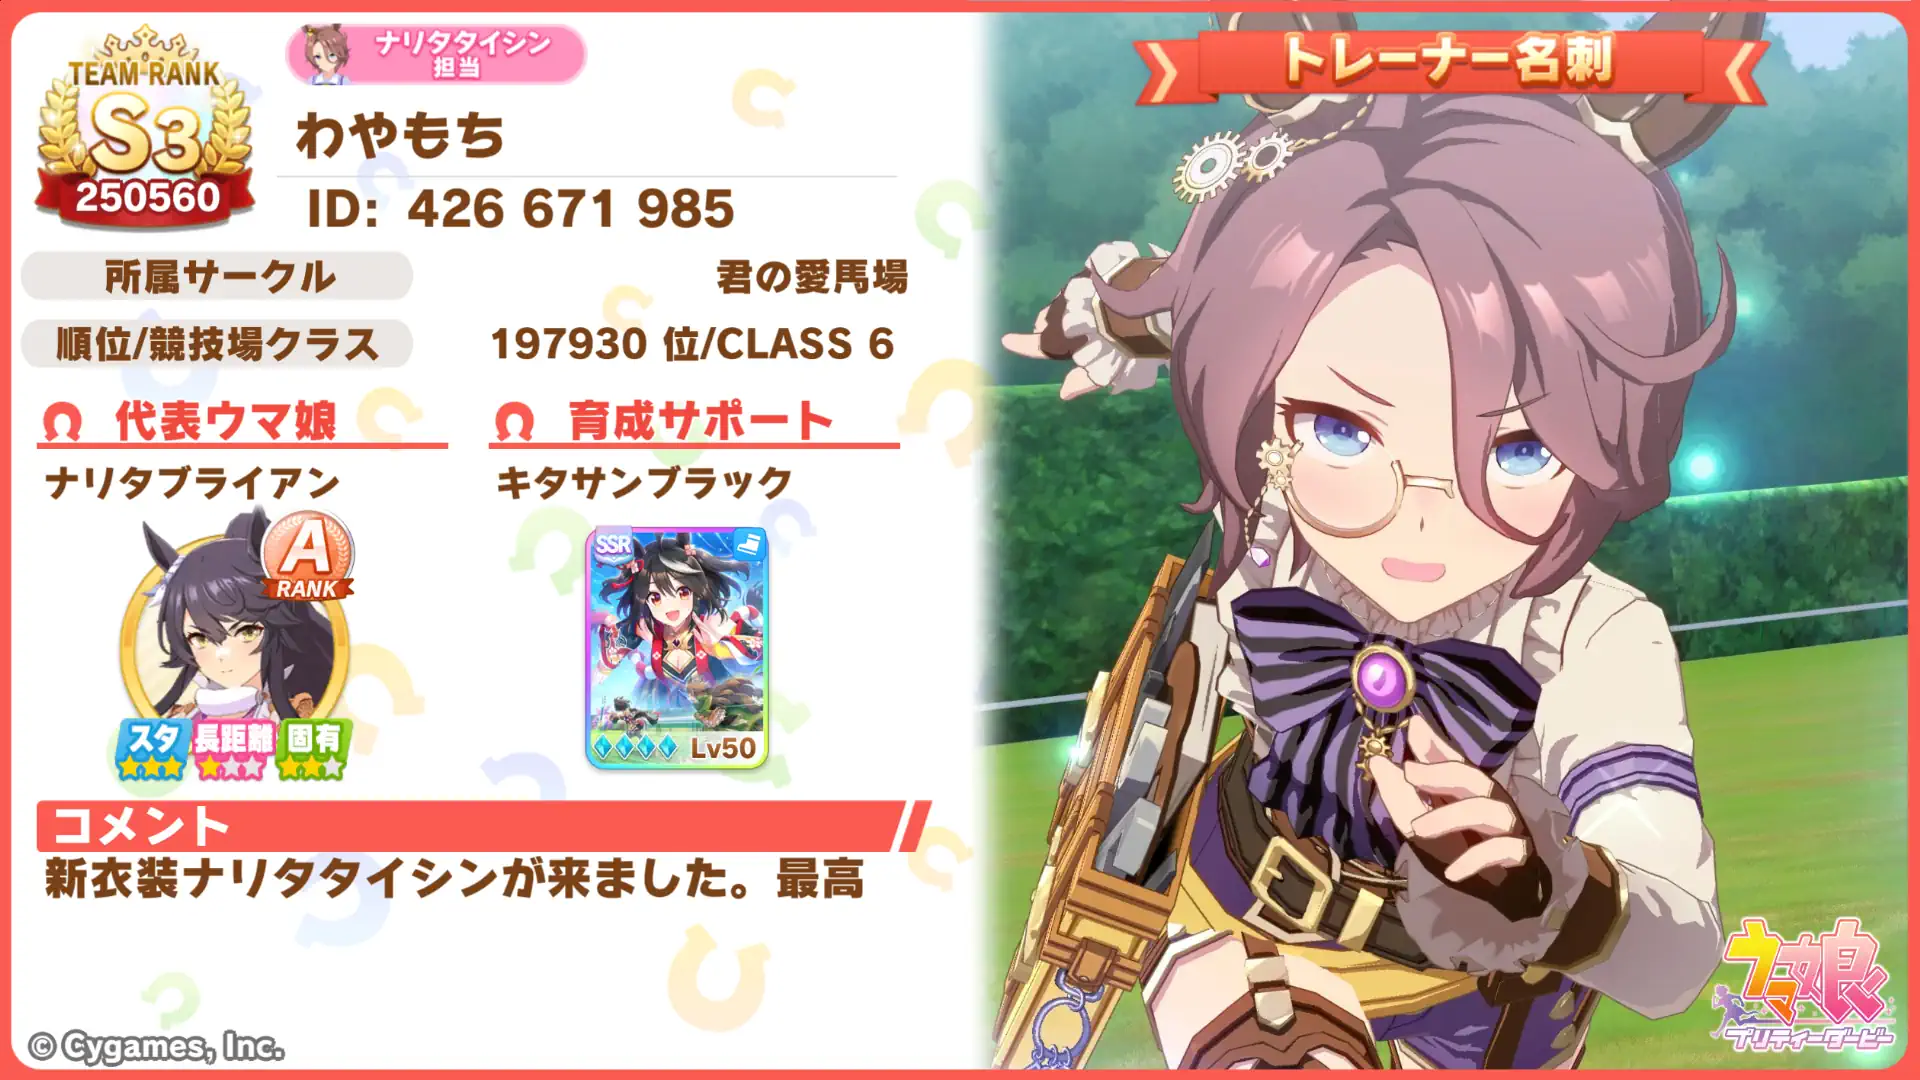 TEAM RANK
S3
250560
ナリタタイシン
担当
わやもち
ID: 426 671 985
所属サークル
君の愛馬場
順位/競技場クラス
197930 位/CLASS 6
代表ウマ娘
育成サポート
ナリタブライアン
キタサンブラック
A
RANK
スタ
長距離
固有
SSR
Lv50
コメント
新衣装ナリタタイシンが来ました。最高
© Cygames, Inc.
トレーナー名刺
ウマ娘
プリティーダービー